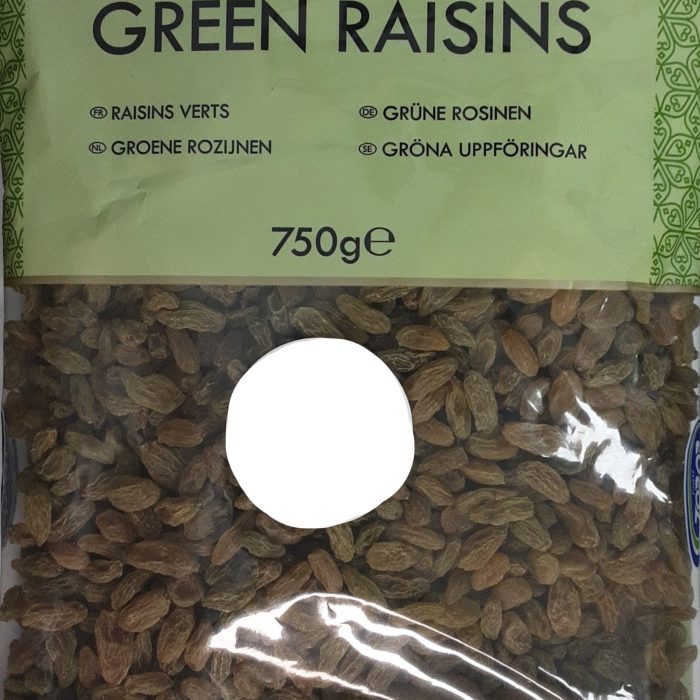 GREEN RAISINS
FR RAISINS VERTS
DE GRÜNE ROSINEN
NL GROENE ROZIJNEN
SE GRÖNA UPPFÖRINGAR
750g℮